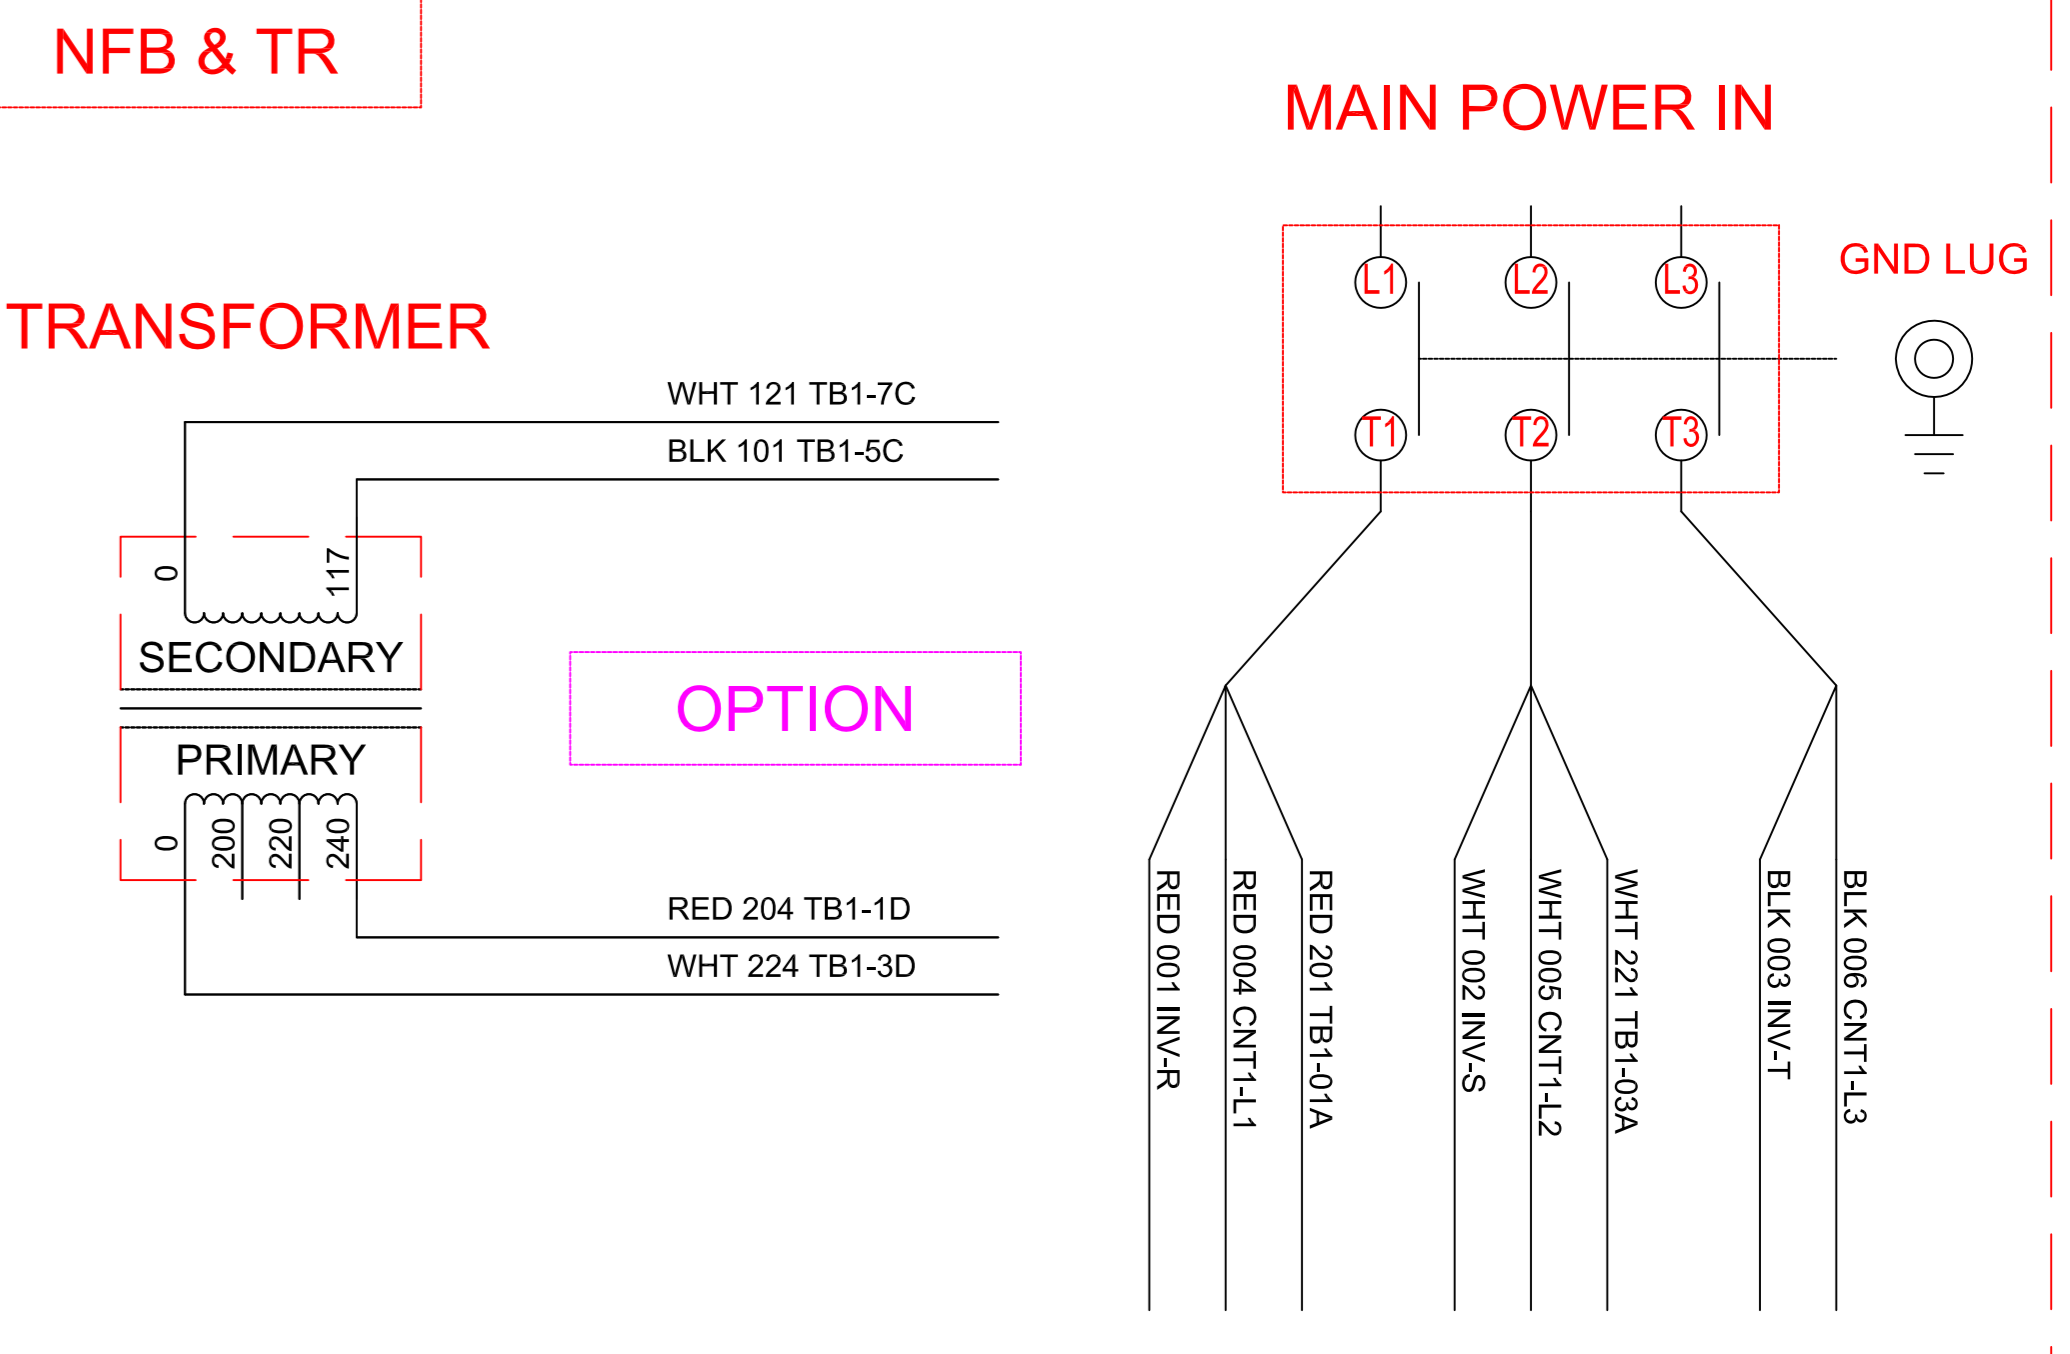 NFB & TR
MAIN POWER IN
GND LUG
L1
L2
L3
T1
T2
T3
TRANSFORMER
WHT 121 TB1-7C
BLK 101 TB1-5C
0
117
SECONDARY
OPTION
PRIMARY
0
200
220
240
RED 204 TB1-1D
WHT 224 TB1-3D
RED 001 INV-R
RED 004 CNT1-L1
RED 201 TB1-01A
WHT 002 INV-S
WHT 005 CNT1-L2
WHT 221 TB1-03A
BLK 003 INV-T
BLK 006 CNT1-L3